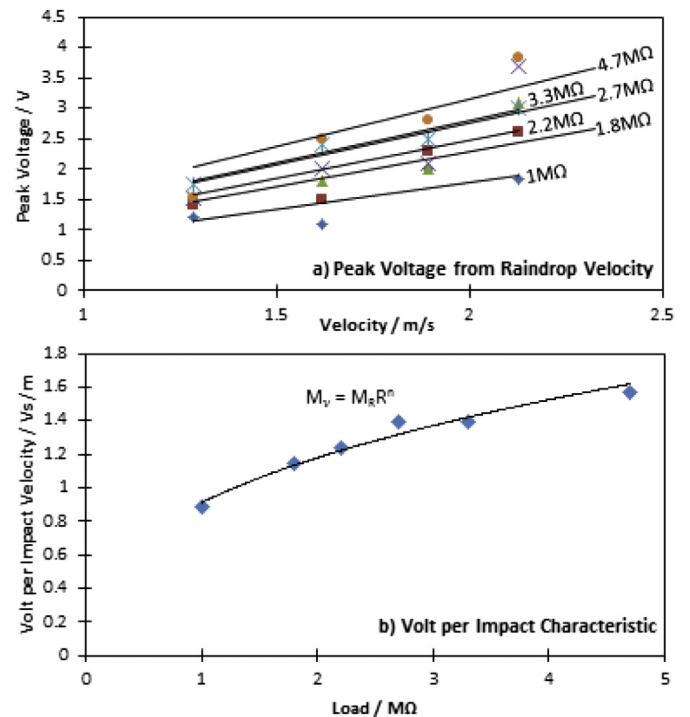 4.5
4
3.5
3
2.5
2
1.5
1
0.5
0
Peak Voltage / V
4.7MΩ
3.3MΩ
2.7MΩ
2.2MΩ
1.8MΩ
1MΩ
a) Peak Voltage from Raindrop Velocity
1 1.5 2 2.5
Velocity / m/s
1.8
1.6
1.4
1.2
1
0.8
0.6
0.4
0.2
0
Volt per Impact Velocity / Vs/m
Mᵥ = MRRⁿ
b) Volt per Impact Characteristic
0 1 2 3 4 5
Load / MΩ